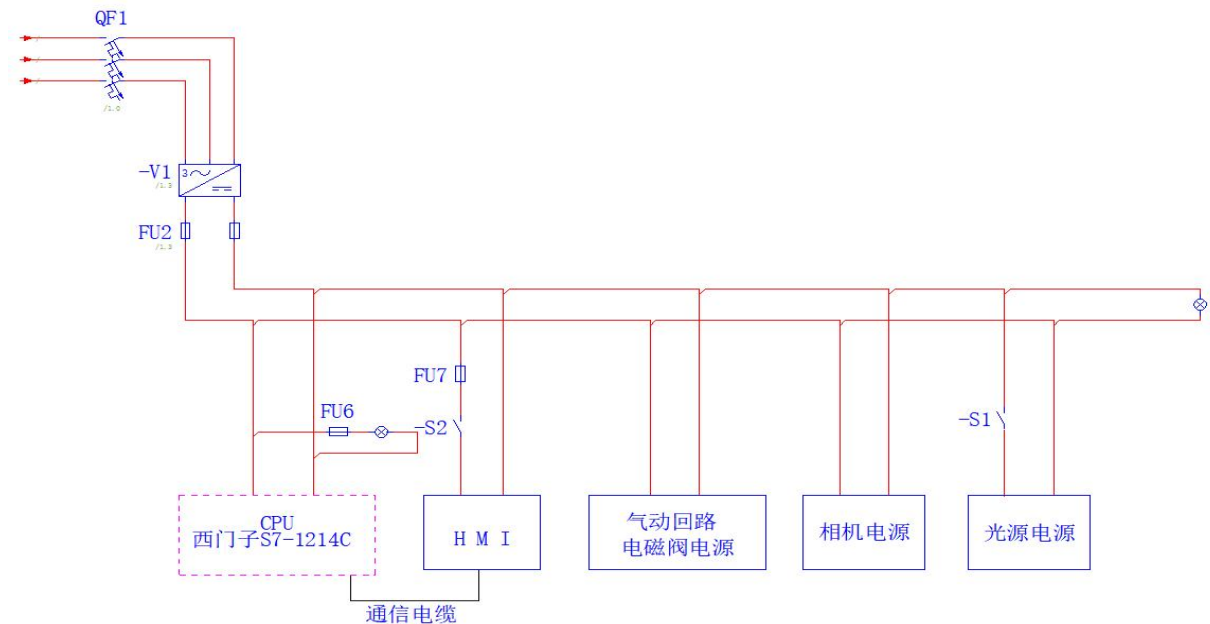 QF1
/1.0
-V1
/1.3
3
FU2
/1.3
FU7
FU6
-S2
-S1
CPU
西门子S7-1214C
H M I
气动回路
电磁阀电源
相机电源
光源电源
通信电缆